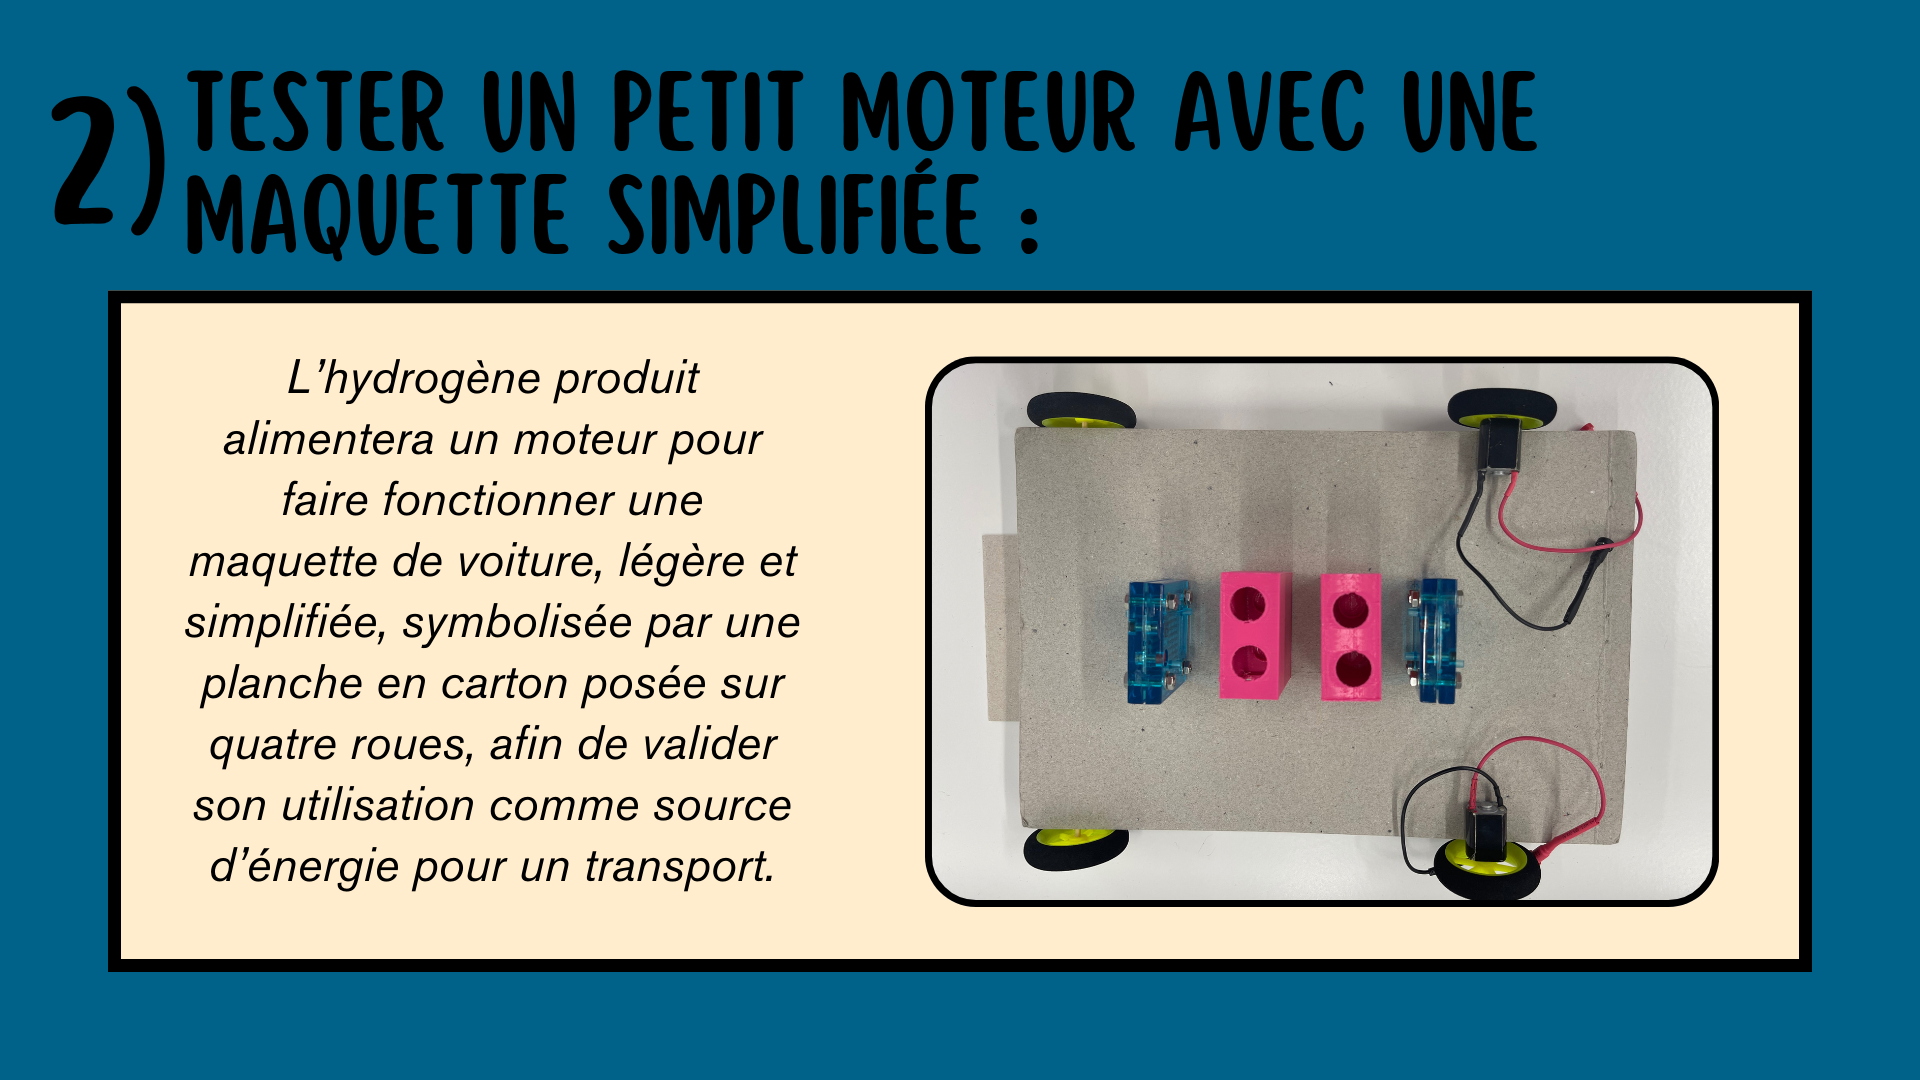 2) TESTER UN PETIT MOTEUR AVEC UNE
MAQUETTE SIMPLIFIÉE :
L’hydrogène produit
alimentera un moteur pour
faire fonctionner une
maquette de voiture, légère et
simplifiée, symbolisée par une
planche en carton posée sur
quatre roues, afin de valider
son utilisation comme source
d’énergie pour un transport.